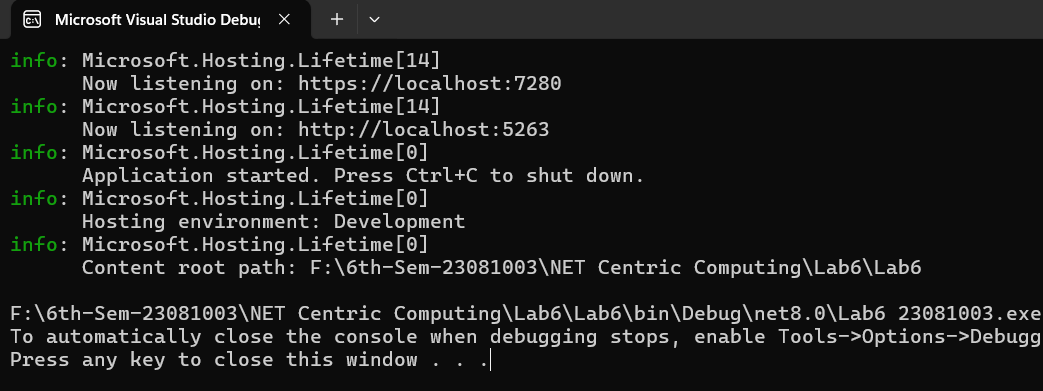 Microsoft Visual Studio Debug
info: Microsoft.Hosting.Lifetime[14]
Now listening on: https://localhost:7280
info: Microsoft.Hosting.Lifetime[14]
Now listening on: http://localhost:5263
info: Microsoft.Hosting.Lifetime[0]
Application started. Press Ctrl+C to shut down.
info: Microsoft.Hosting.Lifetime[0]
Hosting environment: Development
info: Microsoft.Hosting.Lifetime[0]
Content root path: F:\6th-Sem-23081003\NET Centric Computing\Lab6\Lab6
F:\6th-Sem-23081003\NET Centric Computing\Lab6\Lab6\bin\Debug\net8.0\Lab6 23081003.exe
To automatically close the console when debugging stops, enable Tools->Options->Debugg
Press any key to close this window . . .